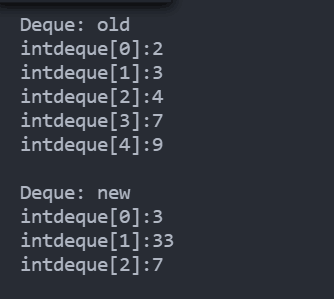 Deque: old
intdeque[0]:2
intdeque[1]:3
intdeque[2]:4
intdeque[3]:7
intdeque[4]:9
Deque: new
intdeque[0]:3
intdeque[1]:33
intdeque[2]:7